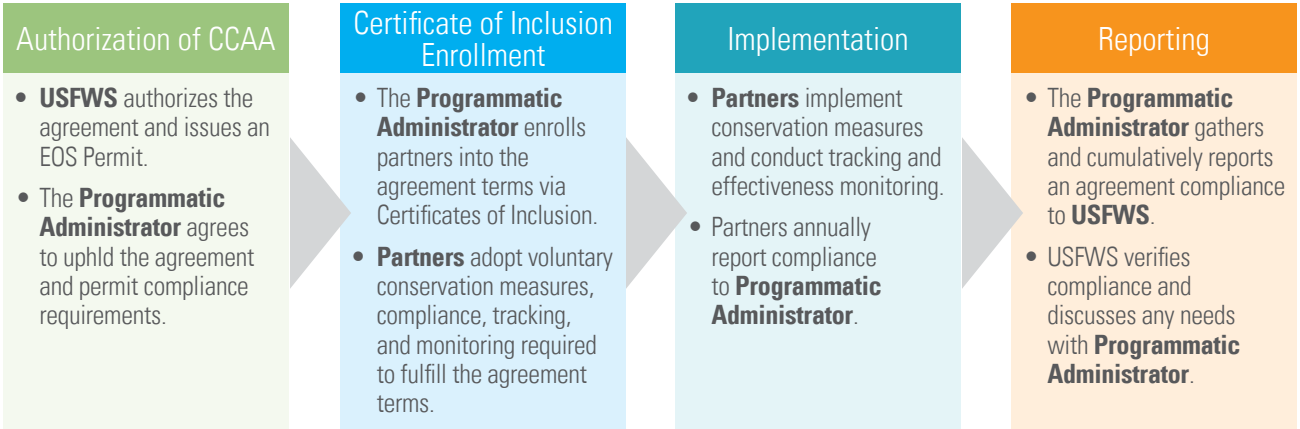 Authorization of CCAA
• USFWS authorizes the
agreement and issues an
EOS Permit.
• The Programmatic
Administrator agrees
to uphld the agreement
and permit compliance
requirements.
Certificate of Inclusion
Enrollment
• The Programmatic
Administrator enrolls
partners into the
agreement terms via
Certificates of Inclusion.
• Partners adopt voluntary
conservation measures,
compliance, tracking,
and monitoring required
to fulfill the agreement
terms.
Implementation
• Partners implement
conservation measures
and conduct tracking and
effectiveness monitoring.
• Partners annually
report compliance
to Programmatic
Administrator.
Reporting
• The Programmatic
Administrator gathers
and cumulatively reports
an agreement compliance
to USFWS.
• USFWS verifies
compliance and
discusses any needs
with Programmatic
Administrator.